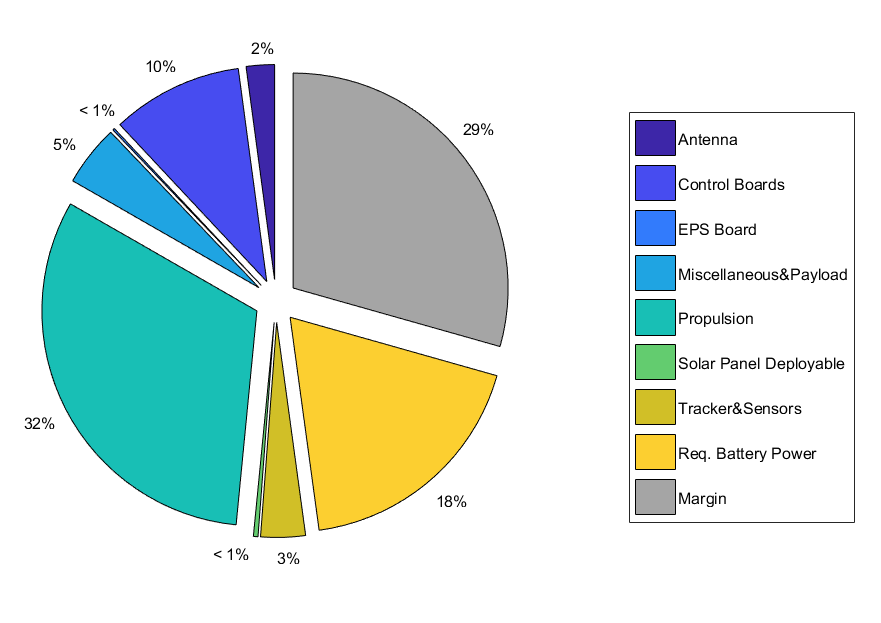 2%
10%
< 1%
5%
29%
32%
18%
< 1%
3%
Antenna
Control Boards
EPS Board
Miscellaneous&Payload
Propulsion
Solar Panel Deployable
Tracker&Sensors
Req. Battery Power
Margin